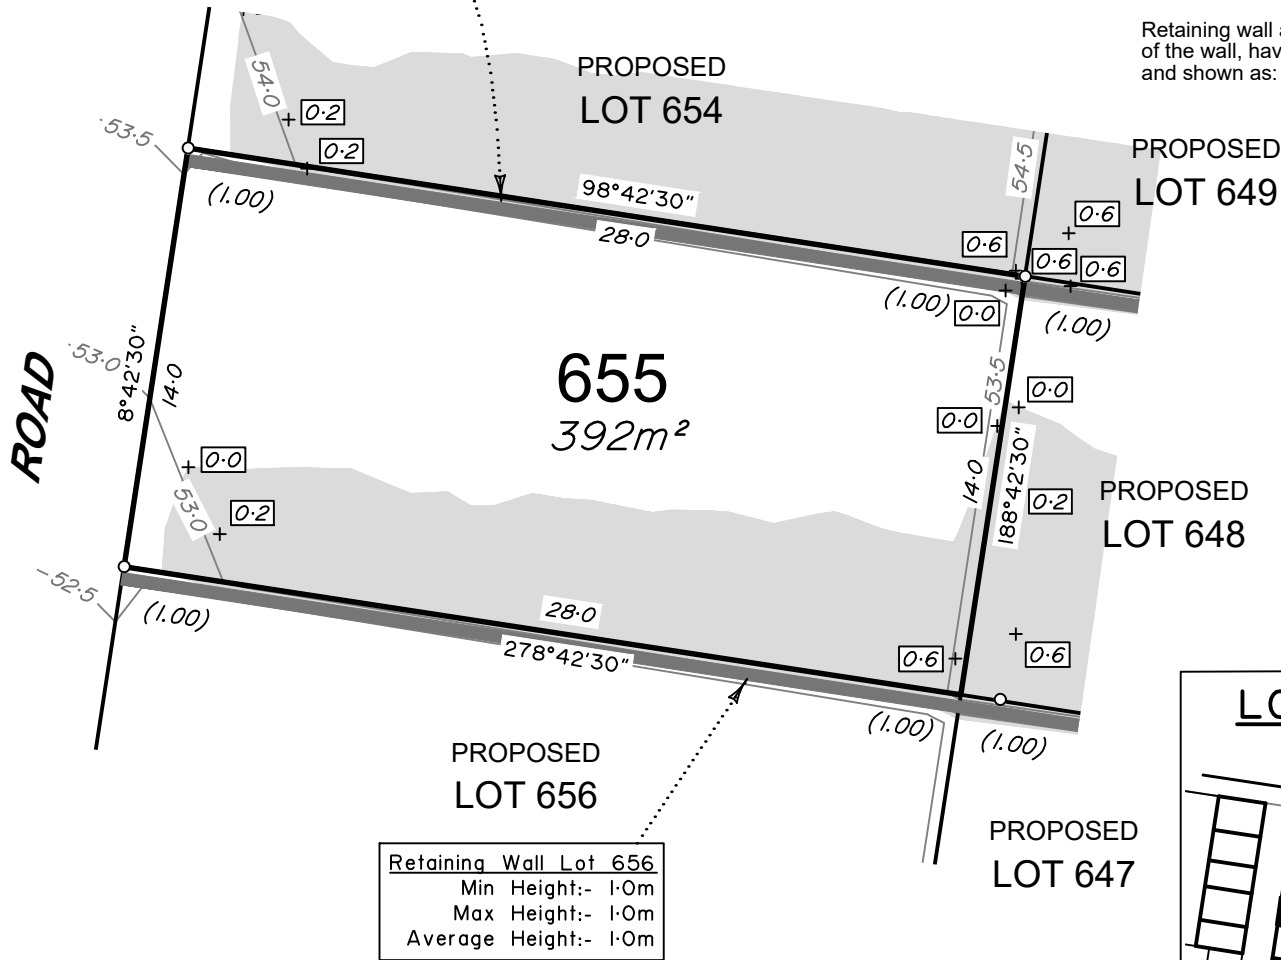 Retaining wall
of the wall, hav
and shown as:
PROPOSED
LOT 654
54·0
0·2
0·2
53·5
(1.00)
98°42'30"
28·0
54·5
PROPOSED
LOT 649
0·6
0·6
0·6
0·6
(1.00)
0·0
(1.00)
ROAD
53·0
8°42'30"
14·0
655
392m²
53·5
0·0
0·0
0·0
53·0
0·2
14·0
188°42'30"
0·2
PROPOSED
LOT 648
52·5
(1.00)
28·0
278°42'30"
0·6
0·6
(1.00)
(1.00)
PROPOSED
LOT 656
PROPOSED
LOT 647
Retaining Wall Lot 656
Min Height:- 1·0m
Max Height:- 1·0m
Average Height:- 1·0m